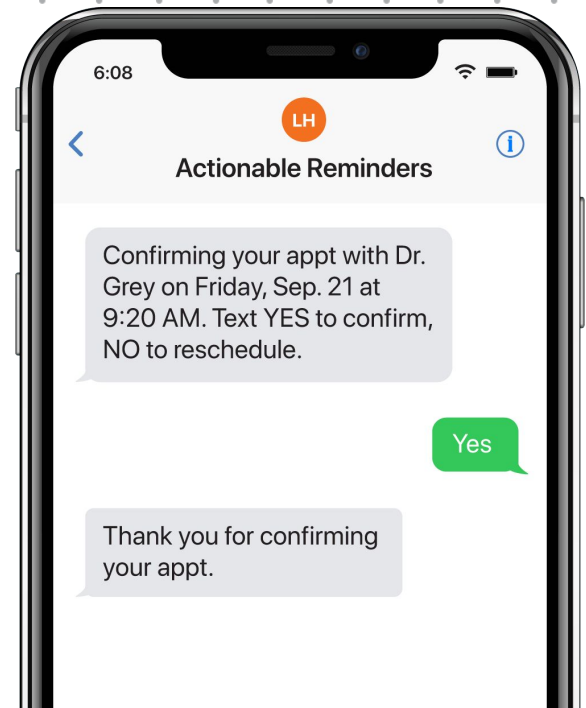 6:08
LH
Actionable Reminders
Confirming your appt with Dr.
Grey on Friday, Sep. 21 at
9:20 AM. Text YES to confirm,
NO to reschedule.
Yes
Thank you for confirming
your appt.